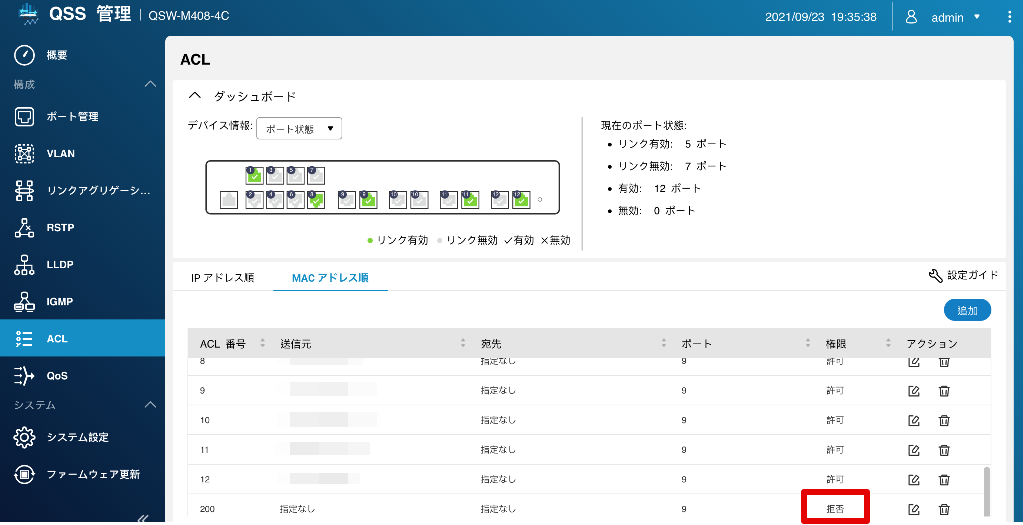 QSS 管理 | QSW-M408-4C
2021/09/23 19:35:38
admin
概要
構成
ポート管理
VLAN
リンクアグリゲーシ...
RSTP
LLDP
IGMP
ACL
QoS
システム
システム設定
ファームウェア更新
ACL
ダッシュボード
デバイス情報: ポート状態
リンク有効 リンク無効 有効 無効
現在のポート状態:
リンク有効: 5 ポート
リンク無効: 7 ポート
有効: 12 ポート
無効: 0 ポート
IP アドレス順 MAC アドレス順
設定ガイド
追加
ACL 番号 送信元 宛先 ポート 権限 アクション
8 指定なし 9 許可
9 指定なし 9 許可
10 指定なし 9 許可
11 指定なし 9 許可
12 指定なし 9 許可
200 指定なし 指定なし 9 拒否